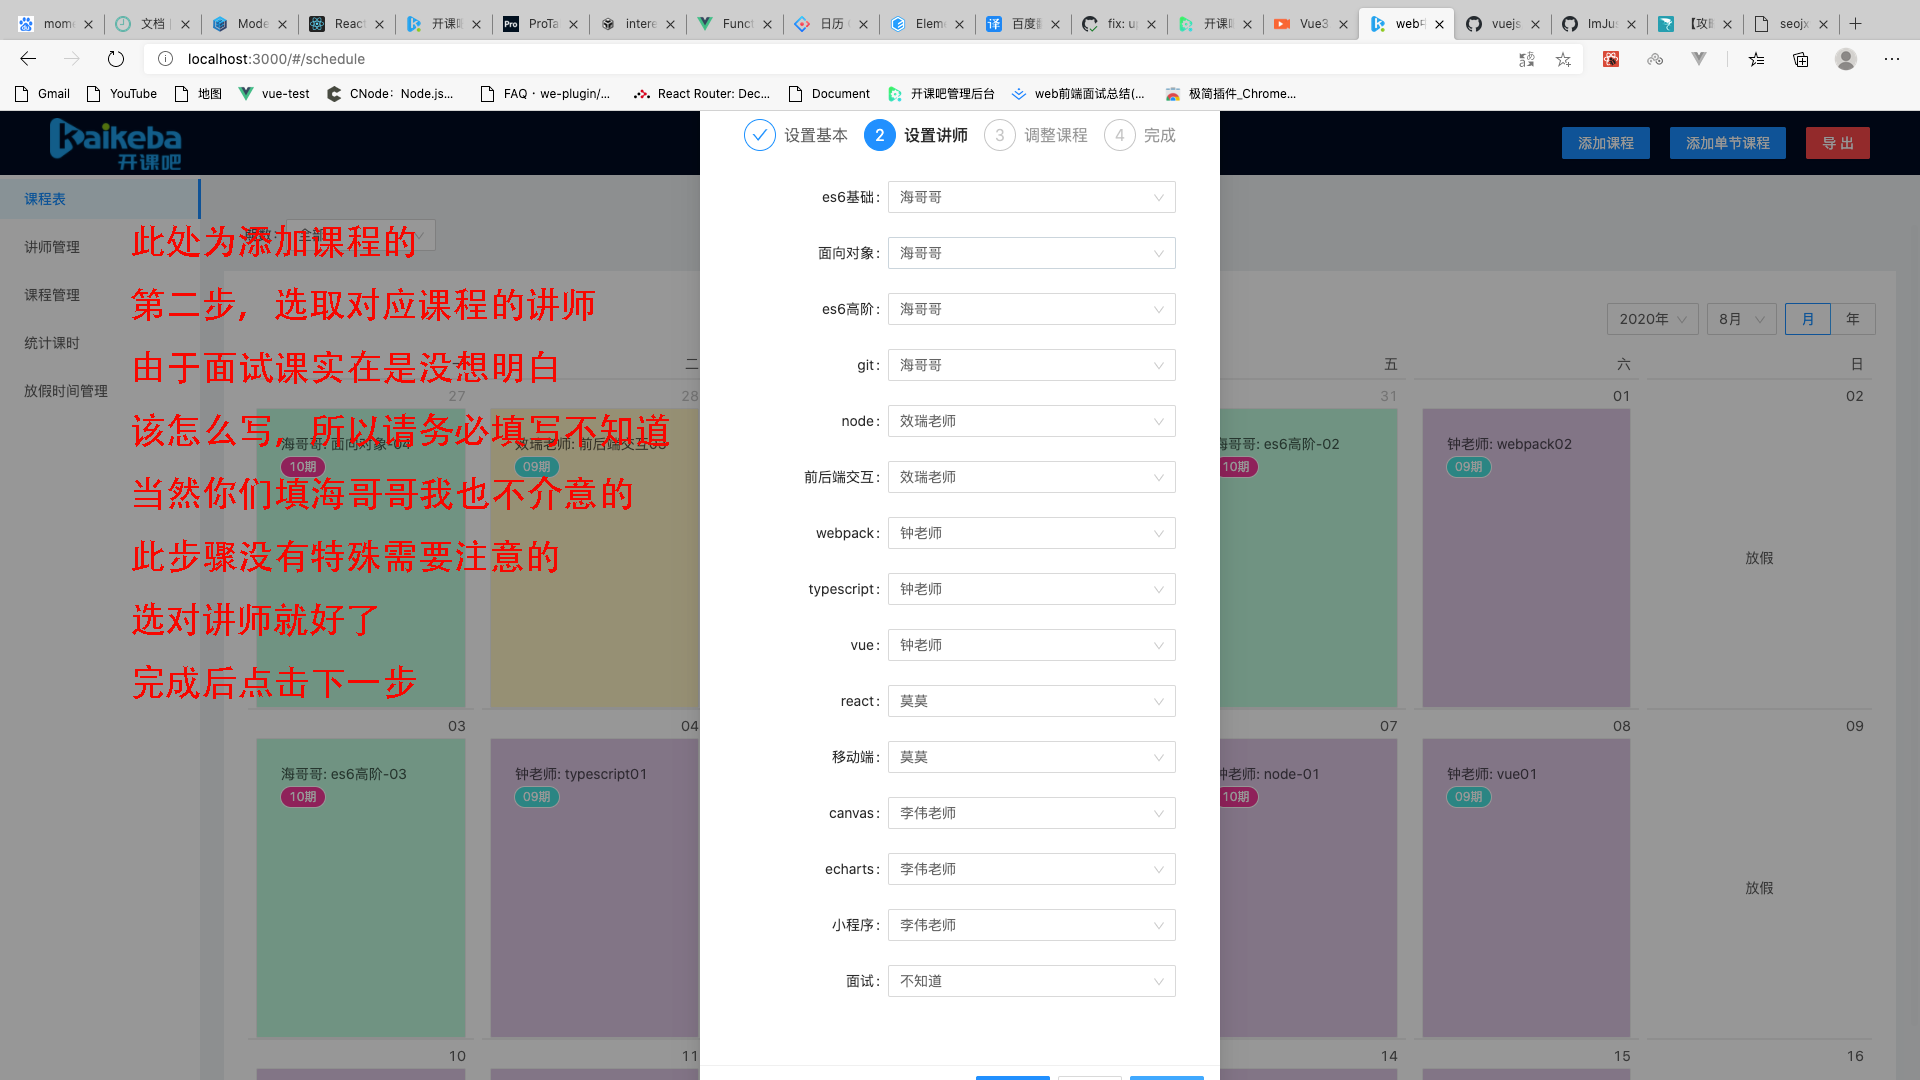 mom
文档
Mode
React
开课吧
ProTa
intere
Funct
日历
Eleme
百度翻
fix: up
开课吧
Vue3
web
vuejs
ImJus
【攻略
seojx
localhost:3000/#/schedule
Gmail
YouTube
地图
vue-test
CNode：Node.js...
FAQ · we-plugin/...
React Router: Dec...
Document
开课吧管理后台
web前端面试总结(...
极简插件_Chrome...
kaikeba
开课吧
添加课程
添加单节课程
导 出
设置基本
2 设置讲师
3 调整课程
4 完成
课程表
讲师管理
课程管理
统计课时
放假时间管理
全部
此处为添加课程的
第二步，选取对应课程的讲师
由于面试课实在是没想明白
该怎么写，所以请务必填写不知道
当然你们填海哥哥我也不介意的
此步骤没有特殊需要注意的
选对讲师就好了
完成后点击下一步
es6基础: 海哥哥
面向对象: 海哥哥
es6高阶: 海哥哥
git: 海哥哥
node: 效瑞老师
前后端交互: 效瑞老师
webpack: 钟老师
typescript: 钟老师
vue: 钟老师
react: 莫莫
移动端: 莫莫
canvas: 李伟老师
echarts: 李伟老师
小程序: 李伟老师
面试: 不知道
2020年 8月 月 年
一 二 五 六 日
27 28 31 01 02
海哥哥: 面向对象-04
10期
效瑞老师: 前后端交互03
09期
海哥哥: es6高阶-02
10期
钟老师: webpack02
09期
放假
03 04 07 08 09
海哥哥: es6高阶-03
10期
钟老师: typescript01
09期
钟老师: node-01
10期
钟老师: vue01
09期
放假
10 11 14 15 16